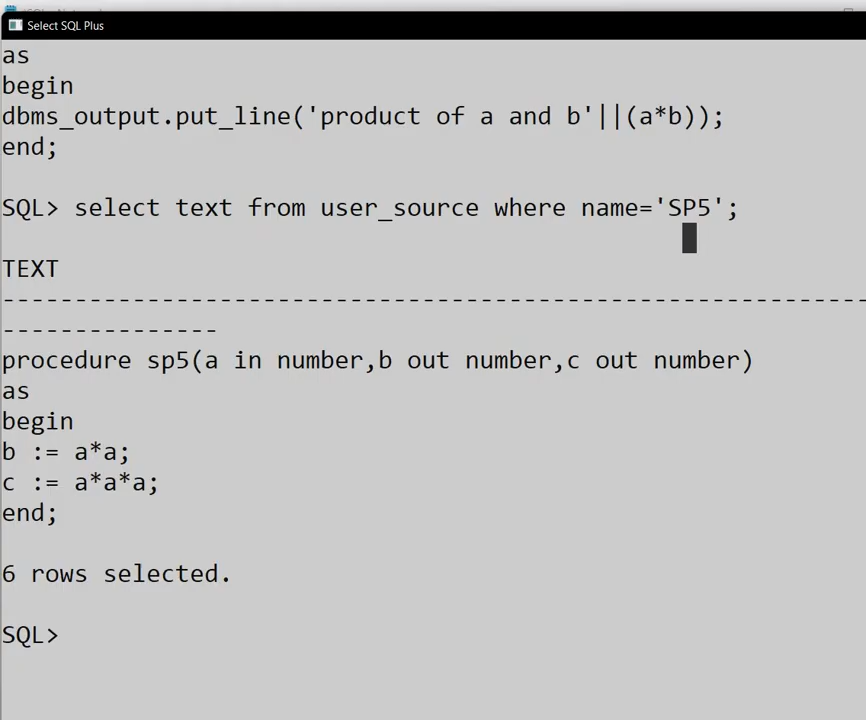 Select SQL Plus
as
begin
dbms_output.put_line('product of a and b'||(a*b));
end;
SQL> select text from user_source where name='SP5';
TEXT
--------------------------------------------------------------------------------
---------------
procedure sp5(a in number,b out number,c out number)
as
begin
b := a*a;
c := a*a*a;
end;
6 rows selected.
SQL>